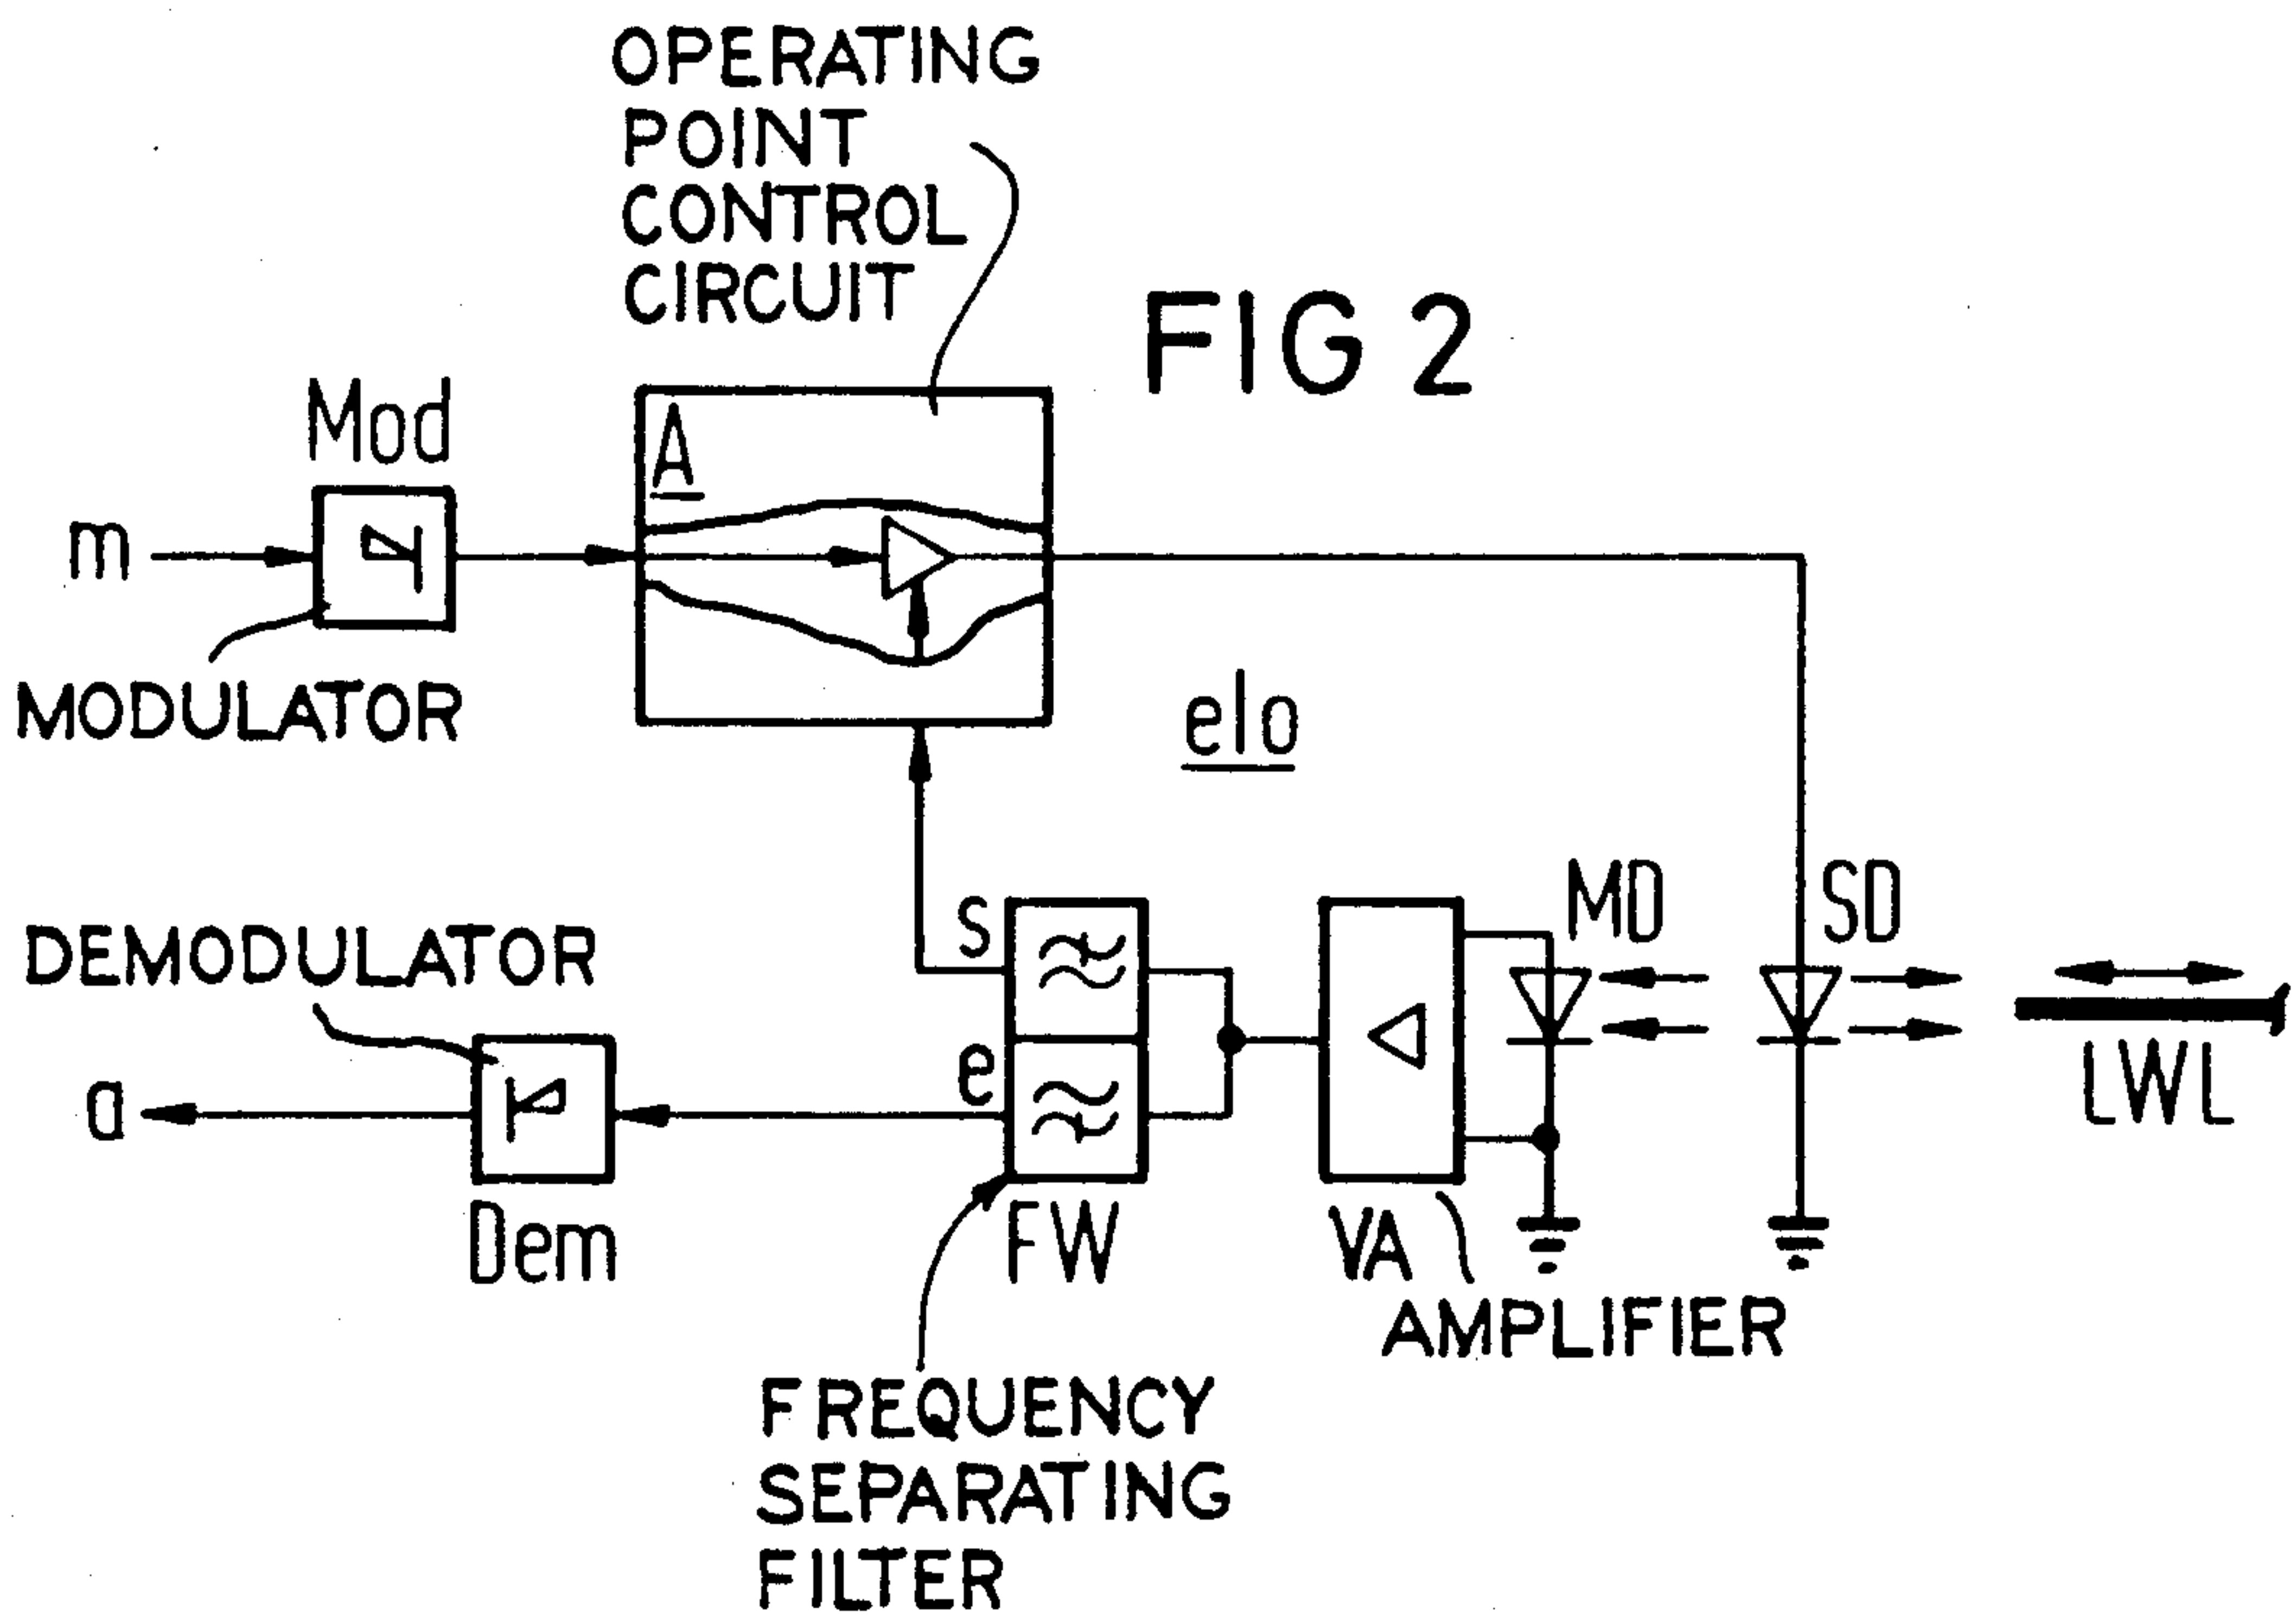 OPERATING
POINT
CONTROL
CIRCUIT
FIG 2
Mod
A
m
MODULATOR
elo
MD
SD
s
DEMODULATOR
e
LWL
a
Dem
FW
VA
AMPLIFIER
FREQUENCY
SEPARATING
FILTER